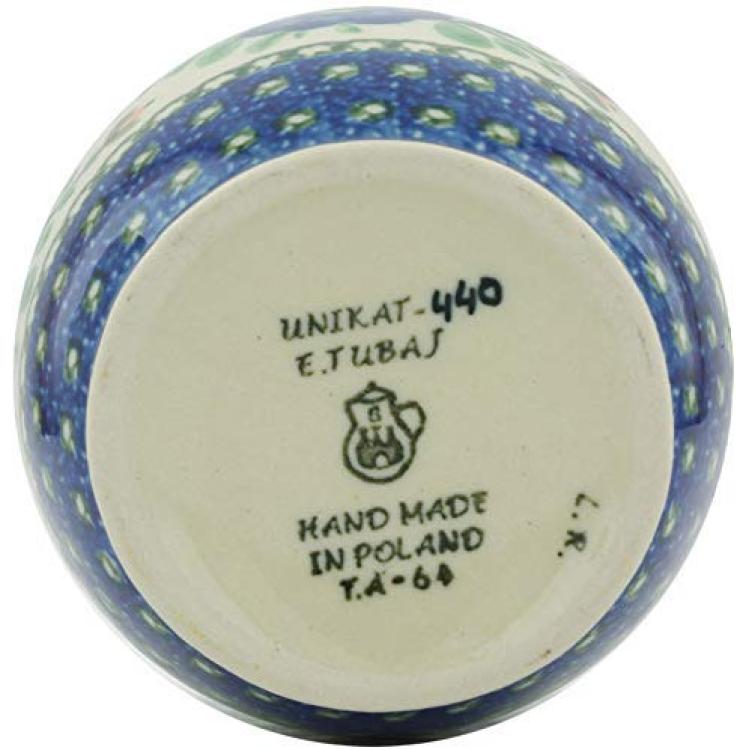 UNIKAT-440
E.TUBAJ
B
HAND MADE
IN POLAND
T.A-64
L.R.